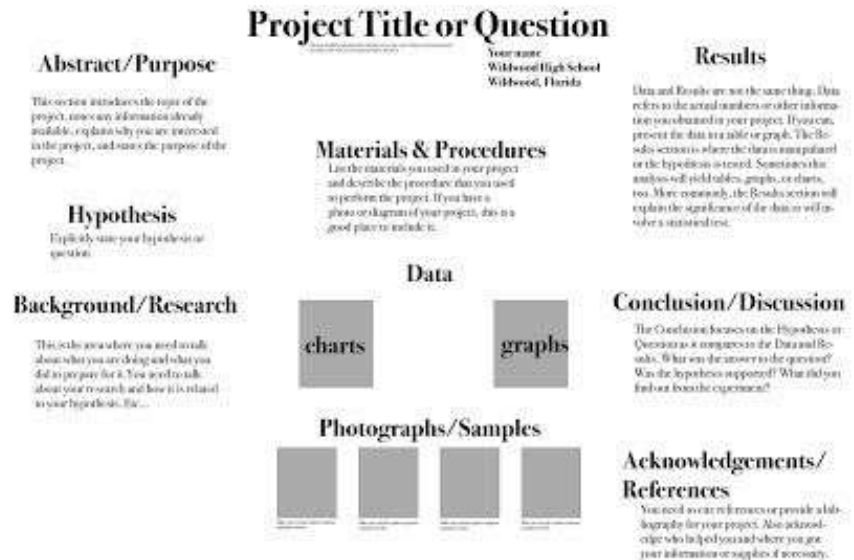 Project Title or Question
Your name
Wildwood High School
Wildwood, Florida
Abstract/Purpose
This section introduces the topic of the
project, notes any information already
available, explains why you are interested
in the project, and states the purpose of the
project.
Hypothesis
Explicitly state your hypothesis or
question
Background/Research
This is the area where you need to talk
about what you are doing and what you
did to prepare for it. You need to talk
about your research and how it is related
to your hypothesis. Etc...
Materials & Procedures
List the materials you used in your project
and describe the procedure that you used
to perform the project. If you have a
photo or diagram of your project, this is a
good place to include it.
Data
charts
graphs
Photographs/Samples
Results
Data and Results are not the same thing. Data
refers to the actual numbers or other informa-
tion you obtained in your project. If you can,
present the data in a table or graph. The Re-
sults section is where the data is manipulated
or the hypothesis is tested. Sometimes this
analysis will yield tables, graphs, or charts,
too. More commonly, the Results section will
explain the significance of the data or will in-
volve a statistical test.
Conclusion/Discussion
The Conclusion focuses on the Hypothesis or
Question as it compares to the Data and Re-
sults. What was the answer to the question?
Was the hypothesis supported? What did you
find out from the experiment?
Acknowledgements/
References
You need to cite references or provide a bib-
liography for your project. Also acknowl-
edge who helped you and where you got
your information or supplies if necessary.